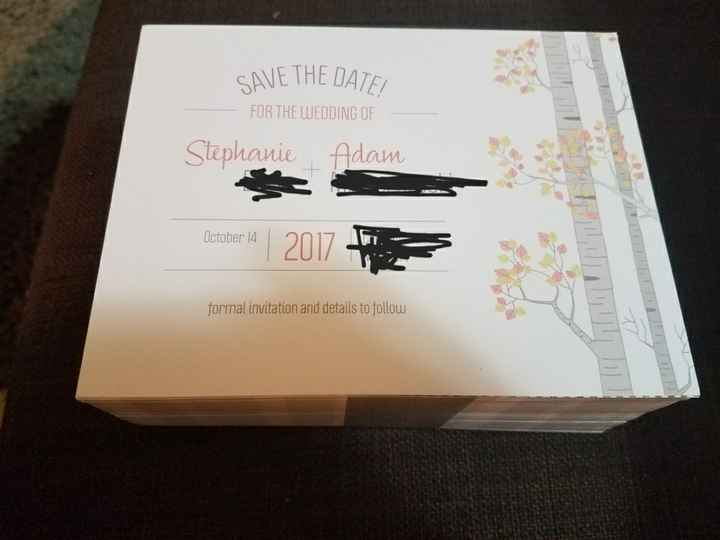 SAVE THE DATE!
FOR THE WEDDING OF
Stephanie + Adam
October 14 | 2017 |
formal invitation and details to follow